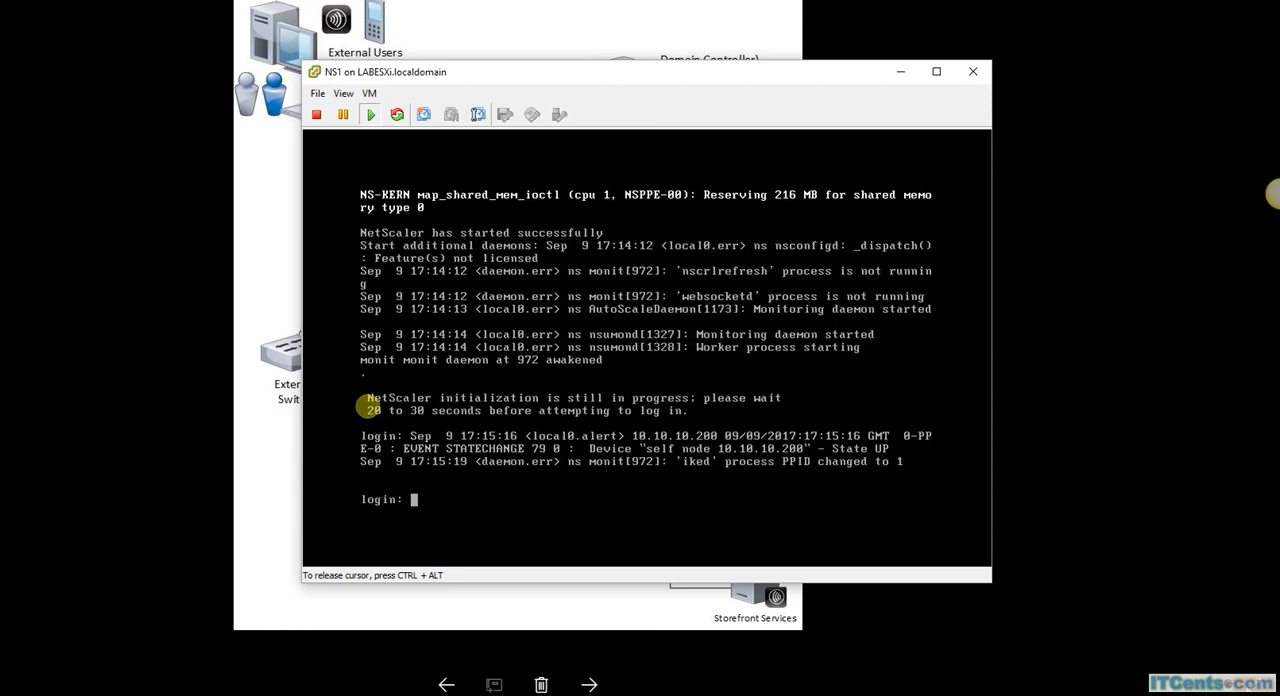 External Users
Domain Controller)
NS1 on LABESXi.localdomain
File View VM
NS-KERN map_shared_mem_ioctl (cpu 1, NSPPE-00): Reserving 216 MB for shared memo
ry type 0
NetScaler has started successfully
Start additional daemons: Sep  9 17:14:12 <local0.err> ns nsconfigd: _dispatch()
: Feature(s) not licensed
Sep  9 17:14:12 <daemon.err> ns monit[972]: 'nscrlrefresh' process is not runnin
g
Sep  9 17:14:12 <daemon.err> ns monit[972]: 'websocketd' process is not running
Sep  9 17:14:13 <local0.err> ns AutoScaleDaemon[1173]: Monitoring daemon started
Sep  9 17:14:14 <local0.err> ns nsumond[1327]: Monitoring daemon started
Sep  9 17:14:14 <local0.err> ns nsumond[1328]: Worker process starting
monit monit daemon at 972 awakened
.
NetScaler initialization is still in progress; please wait
20 to 30 seconds before attempting to log in.
login: Sep  9 17:15:16 <local0.alert> 10.10.10.200 09/09/2017:17:15:16 GMT  0-PP
E-0 : EVENT STATECHANGE 79 0 :  Device "self node 10.10.10.200" - State UP
Sep  9 17:15:19 <daemon.err> ns monit[972]: 'iked' process PPID changed to 1
login:
To release cursor, press CTRL + ALT
Exter
Swit
Storefront Services
ITCents.com